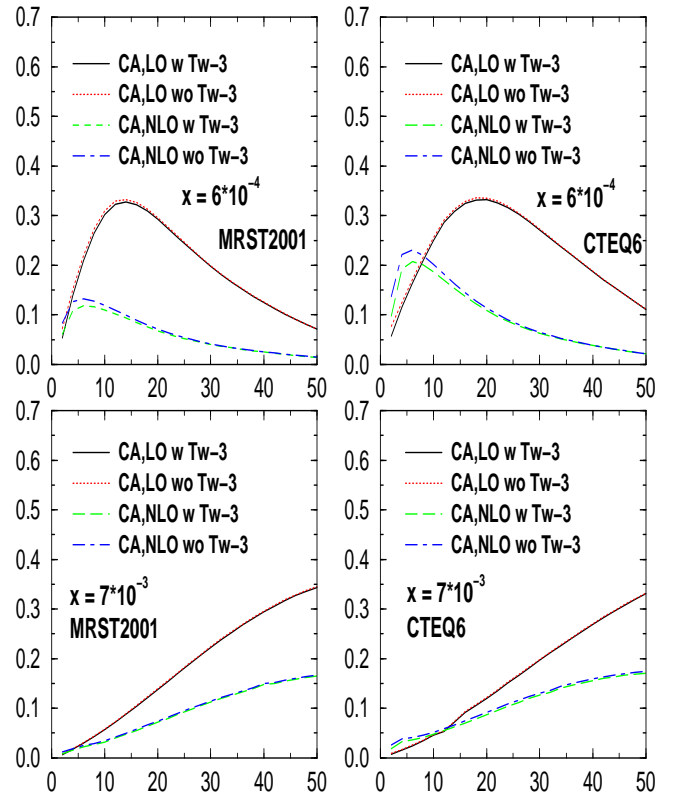 0.7
0.6
0.5
0.4
0.3
0.2
0.1
0.0
CA,LO w Tw−3
CA,LO wo Tw−3
CA,NLO w Tw−3
CA,NLO wo Tw−3
x = 6*10⁻⁴
MRST2001
0 10 20 30 40 50
0.7
0.6
0.5
0.4
0.3
0.2
0.1
0.0
CA,LO w Tw−3
CA,LO wo Tw−3
CA,NLO w Tw−3
CA,NLO wo Tw−3
x = 6*10⁻⁴
CTEQ6
0 10 20 30 40 50
0.7
0.6
0.5
0.4
0.3
0.2
0.1
0.0
CA,LO w Tw−3
CA,LO wo Tw−3
CA,NLO w Tw−3
CA,NLO wo Tw−3
x = 7*10⁻³
MRST2001
0 10 20 30 40 50
0.7
0.6
0.5
0.4
0.3
0.2
0.1
0.0
CA,LO w Tw−3
CA,LO wo Tw−3
CA,NLO w Tw−3
CA,NLO wo Tw−3
x = 7*10⁻³
CTEQ6
0 10 20 30 40 50